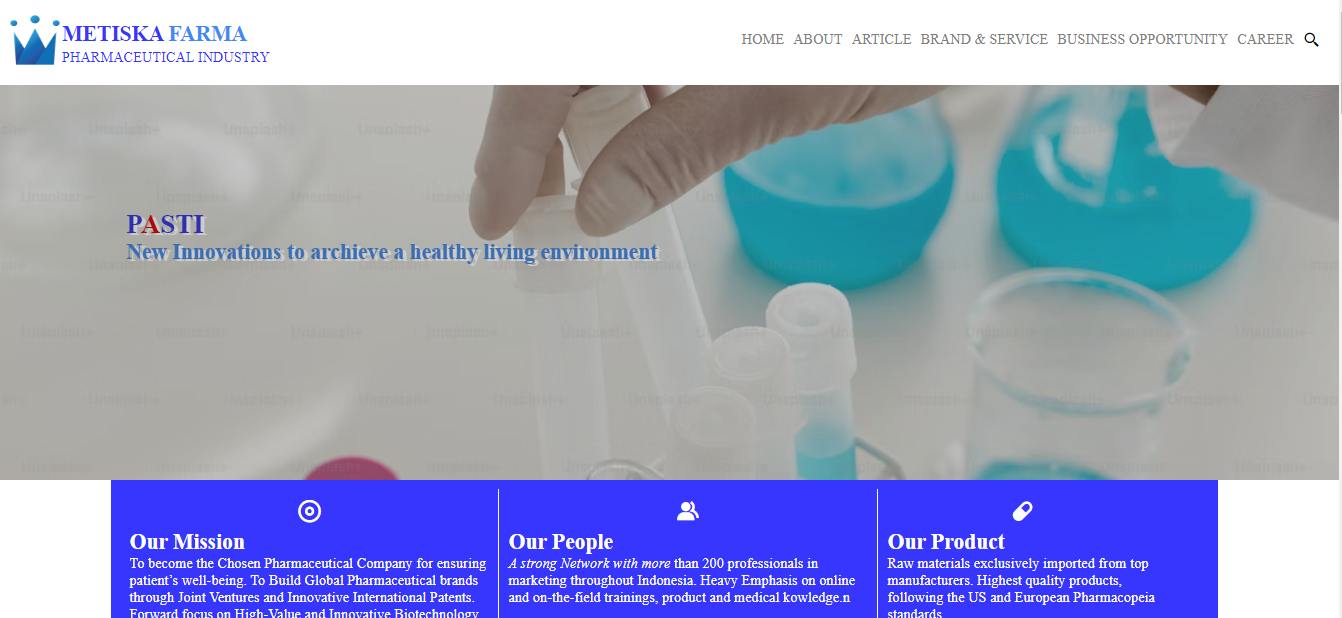 METISKA FARMA
PHARMACEUTICAL INDUSTRY
HOME ABOUT ARTICLE BRAND & SERVICE BUSINESS OPPORTUNITY CAREER
PASTI
New Innovations to archieve a healthy living environment
Our Mission
To become the Chosen Pharmaceutical Company for ensuring
patient’s well-being. To Build Global Pharmaceutical brands
through Joint Ventures and Innovative International Patents.
Forward focus on High-Value and Innovative Biotechnology
Our People
A strong Network with more than 200 professionals in
marketing throughout Indonesia. Heavy Emphasis on online
and on-the-field trainings, product and medical kowledge.n
Our Product
Raw materials exclusively imported from top
manufacturers. Highest quality products,
following the US and European Pharmacopeia
standards